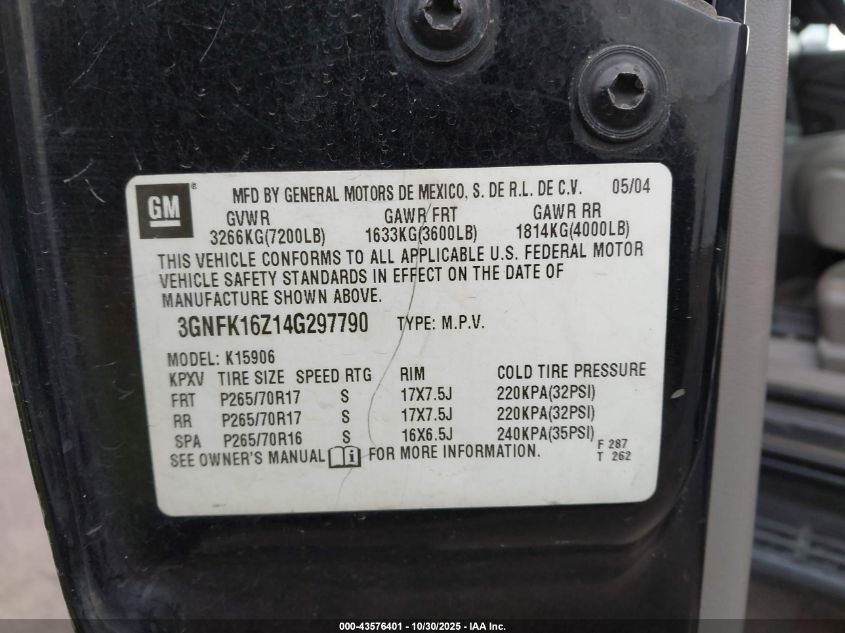 GM ® MFD BY GENERAL MOTORS DE MEXICO, S. DE R.L. DE C.V. 05/04
GVWR GAWR FRT GAWR RR
3266KG(7200LB) 1633KG(3600LB) 1814KG(4000LB)
THIS VEHICLE CONFORMS TO ALL APPLICABLE U.S. FEDERAL MOTOR
VEHICLE SAFETY STANDARDS IN EFFECT ON THE DATE OF
MANUFACTURE SHOWN ABOVE.
3GNFK16Z14G297790 TYPE: M.P.V.
MODEL: K15906
KPXV TIRE SIZE SPEED RTG RIM COLD TIRE PRESSURE
FRT P265/70R17 S 17X7.5J 220KPA(32PSI)
RR P265/70R17 S 17X7.5J 220KPA(32PSI)
SPA P265/70R16 S 16X6.5J 240KPA(35PSI)
SEE OWNER'S MANUAL i FOR MORE INFORMATION. F 287
T 262
000-43576401 - 10/30/2025 - IAA Inc.